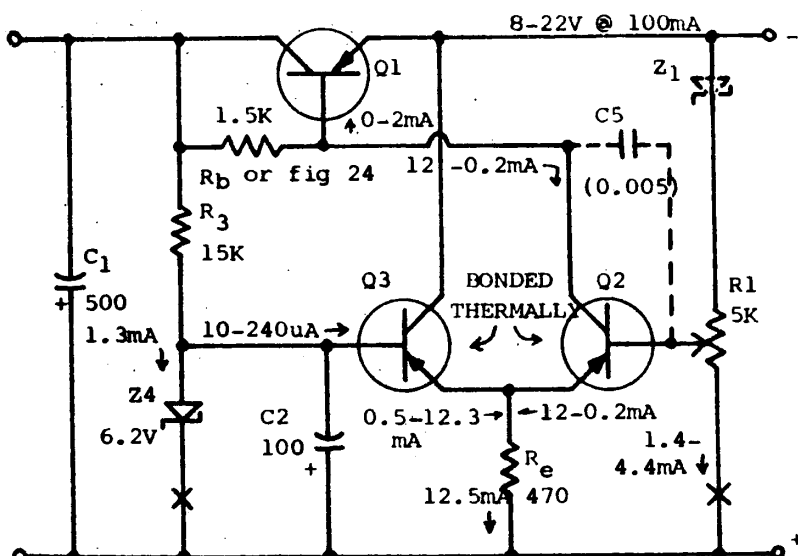 8-22V @ 100mA
-
Q1
Z1
1.5K
0-2mA
C5
Rb or fig 24
12 -0.2mA
(0.005)
R3
15K
C1
+ 500
1.3mA
Q3
BONDED
THERMALLY
Q2
R1
5K
10-240uA
Z4
6.2V
C2
100
+
0.5-12.3
mA
12-0.2mA
Re
470
12.5mA
1.4-
4.4mA
+